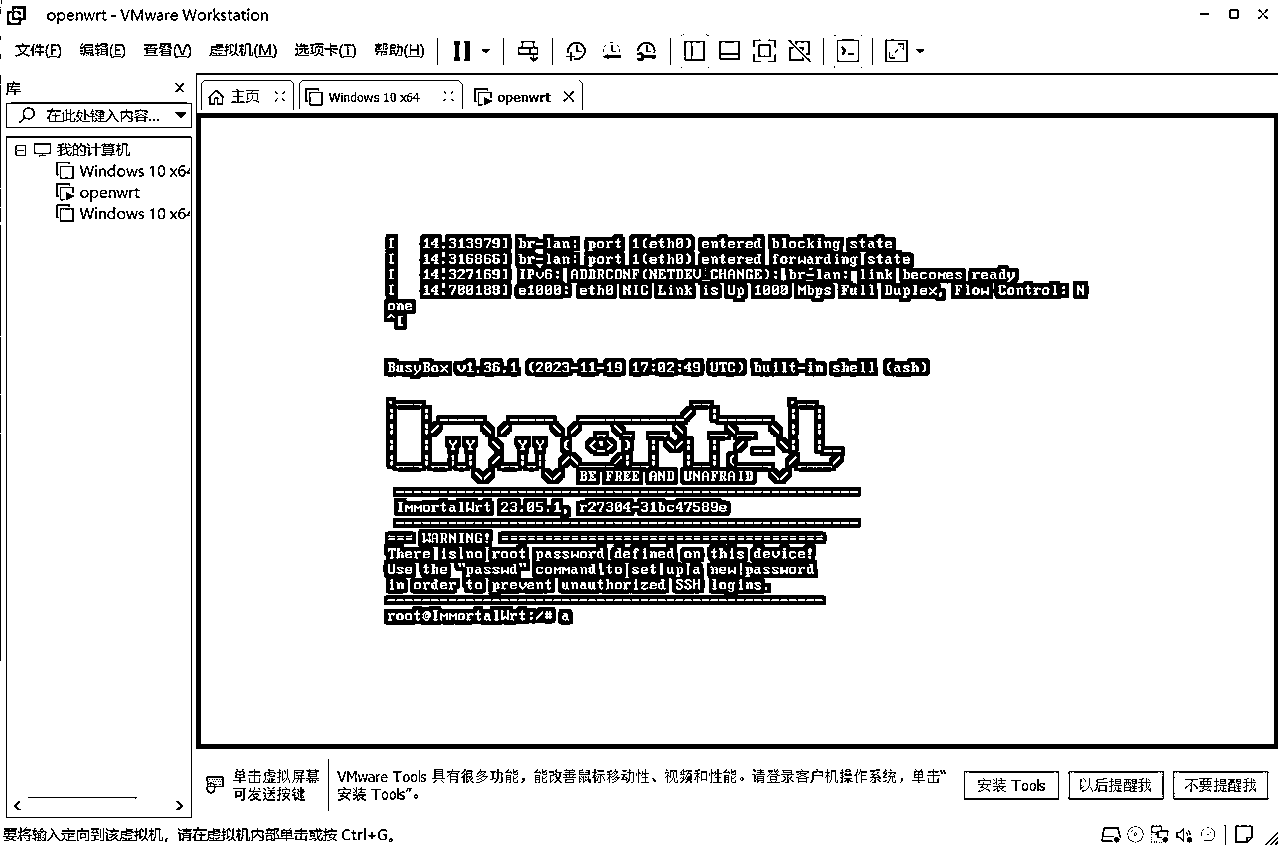 openwrt - VMware Workstation
文件(F) 编辑(E) 查看(V) 虚拟机(M) 选项卡(T) 帮助(H)
库
在此处键入内容...
我的计算机
Windows 10 x64
openwrt
Windows 10 x64
主页 Windows 10 x64 openwrt
[ 14.313979] br-lan: port 1(eth0) entered blocking state
[ 14.316866] br-lan: port 1(eth0) entered forwarding state
[ 14.327169] IPv6: ADDRCONF(NETDEV_CHANGE): br-lan: link becomes ready
[ 14.700188] e1000: eth0 NIC Link is Up 1000 Mbps Full Duplex, Flow Control: N
one
^[
BusyBox v1.36.1 (2023-11-19 17:02:49 UTC) built-in shell (ash)
Immortal
BE FREE AND UNAFRAID
ImmortalWrt 23.05.1, r27304-31bc47589e
=== WARNING! =====================================
There is no root password defined on this device!
Use the "passwd" command to set up a new password
in order to prevent unauthorized SSH logins.
root@ImmortalWrt:/# a
单击虚拟屏幕
可发送按键
VMware Tools 具有很多功能，能改善鼠标移动性、视频和性能。请登录客户机操作系统，单击“
安装 Tools”。
安装 Tools 以后提醒我 不要提醒我
要将输入定向到该虚拟机，请在虚拟机内部单击或按 Ctrl+G。